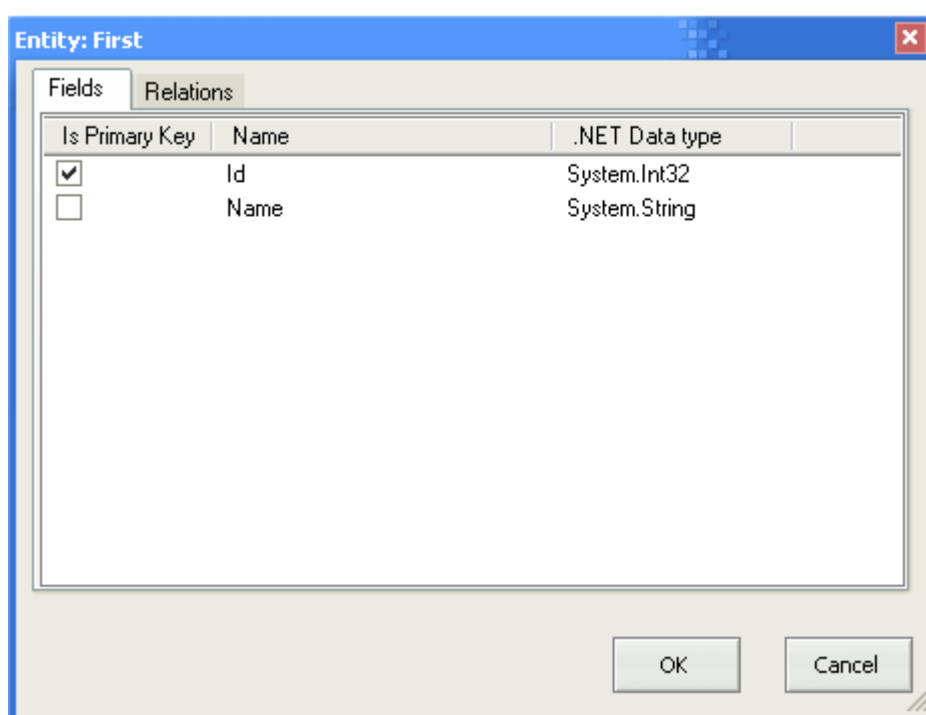 Entity: First
Fields Relations
Is Primary Key Name .NET Data type
Id System.Int32
Name System.String
OK Cancel